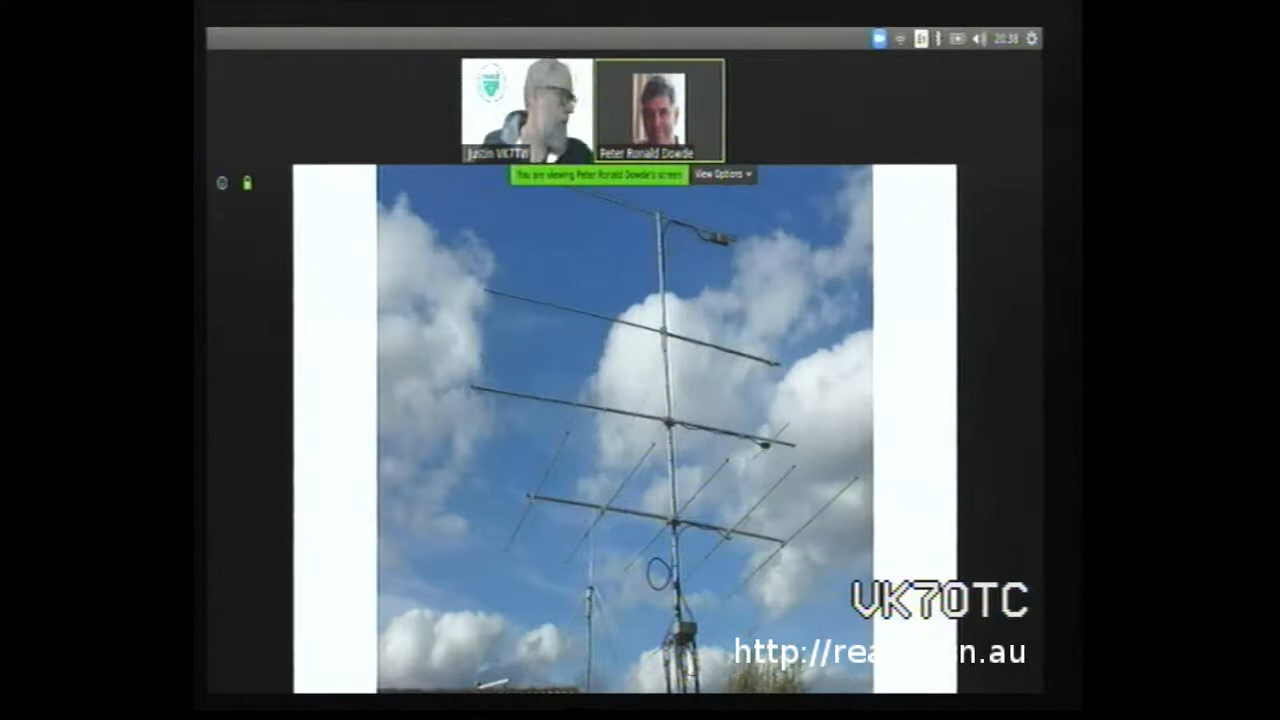 20:38
Justin VK7TW
Peter Ronald Dowde
You are viewing Peter Ronald Dowde's screen
View Options
VK7OTC